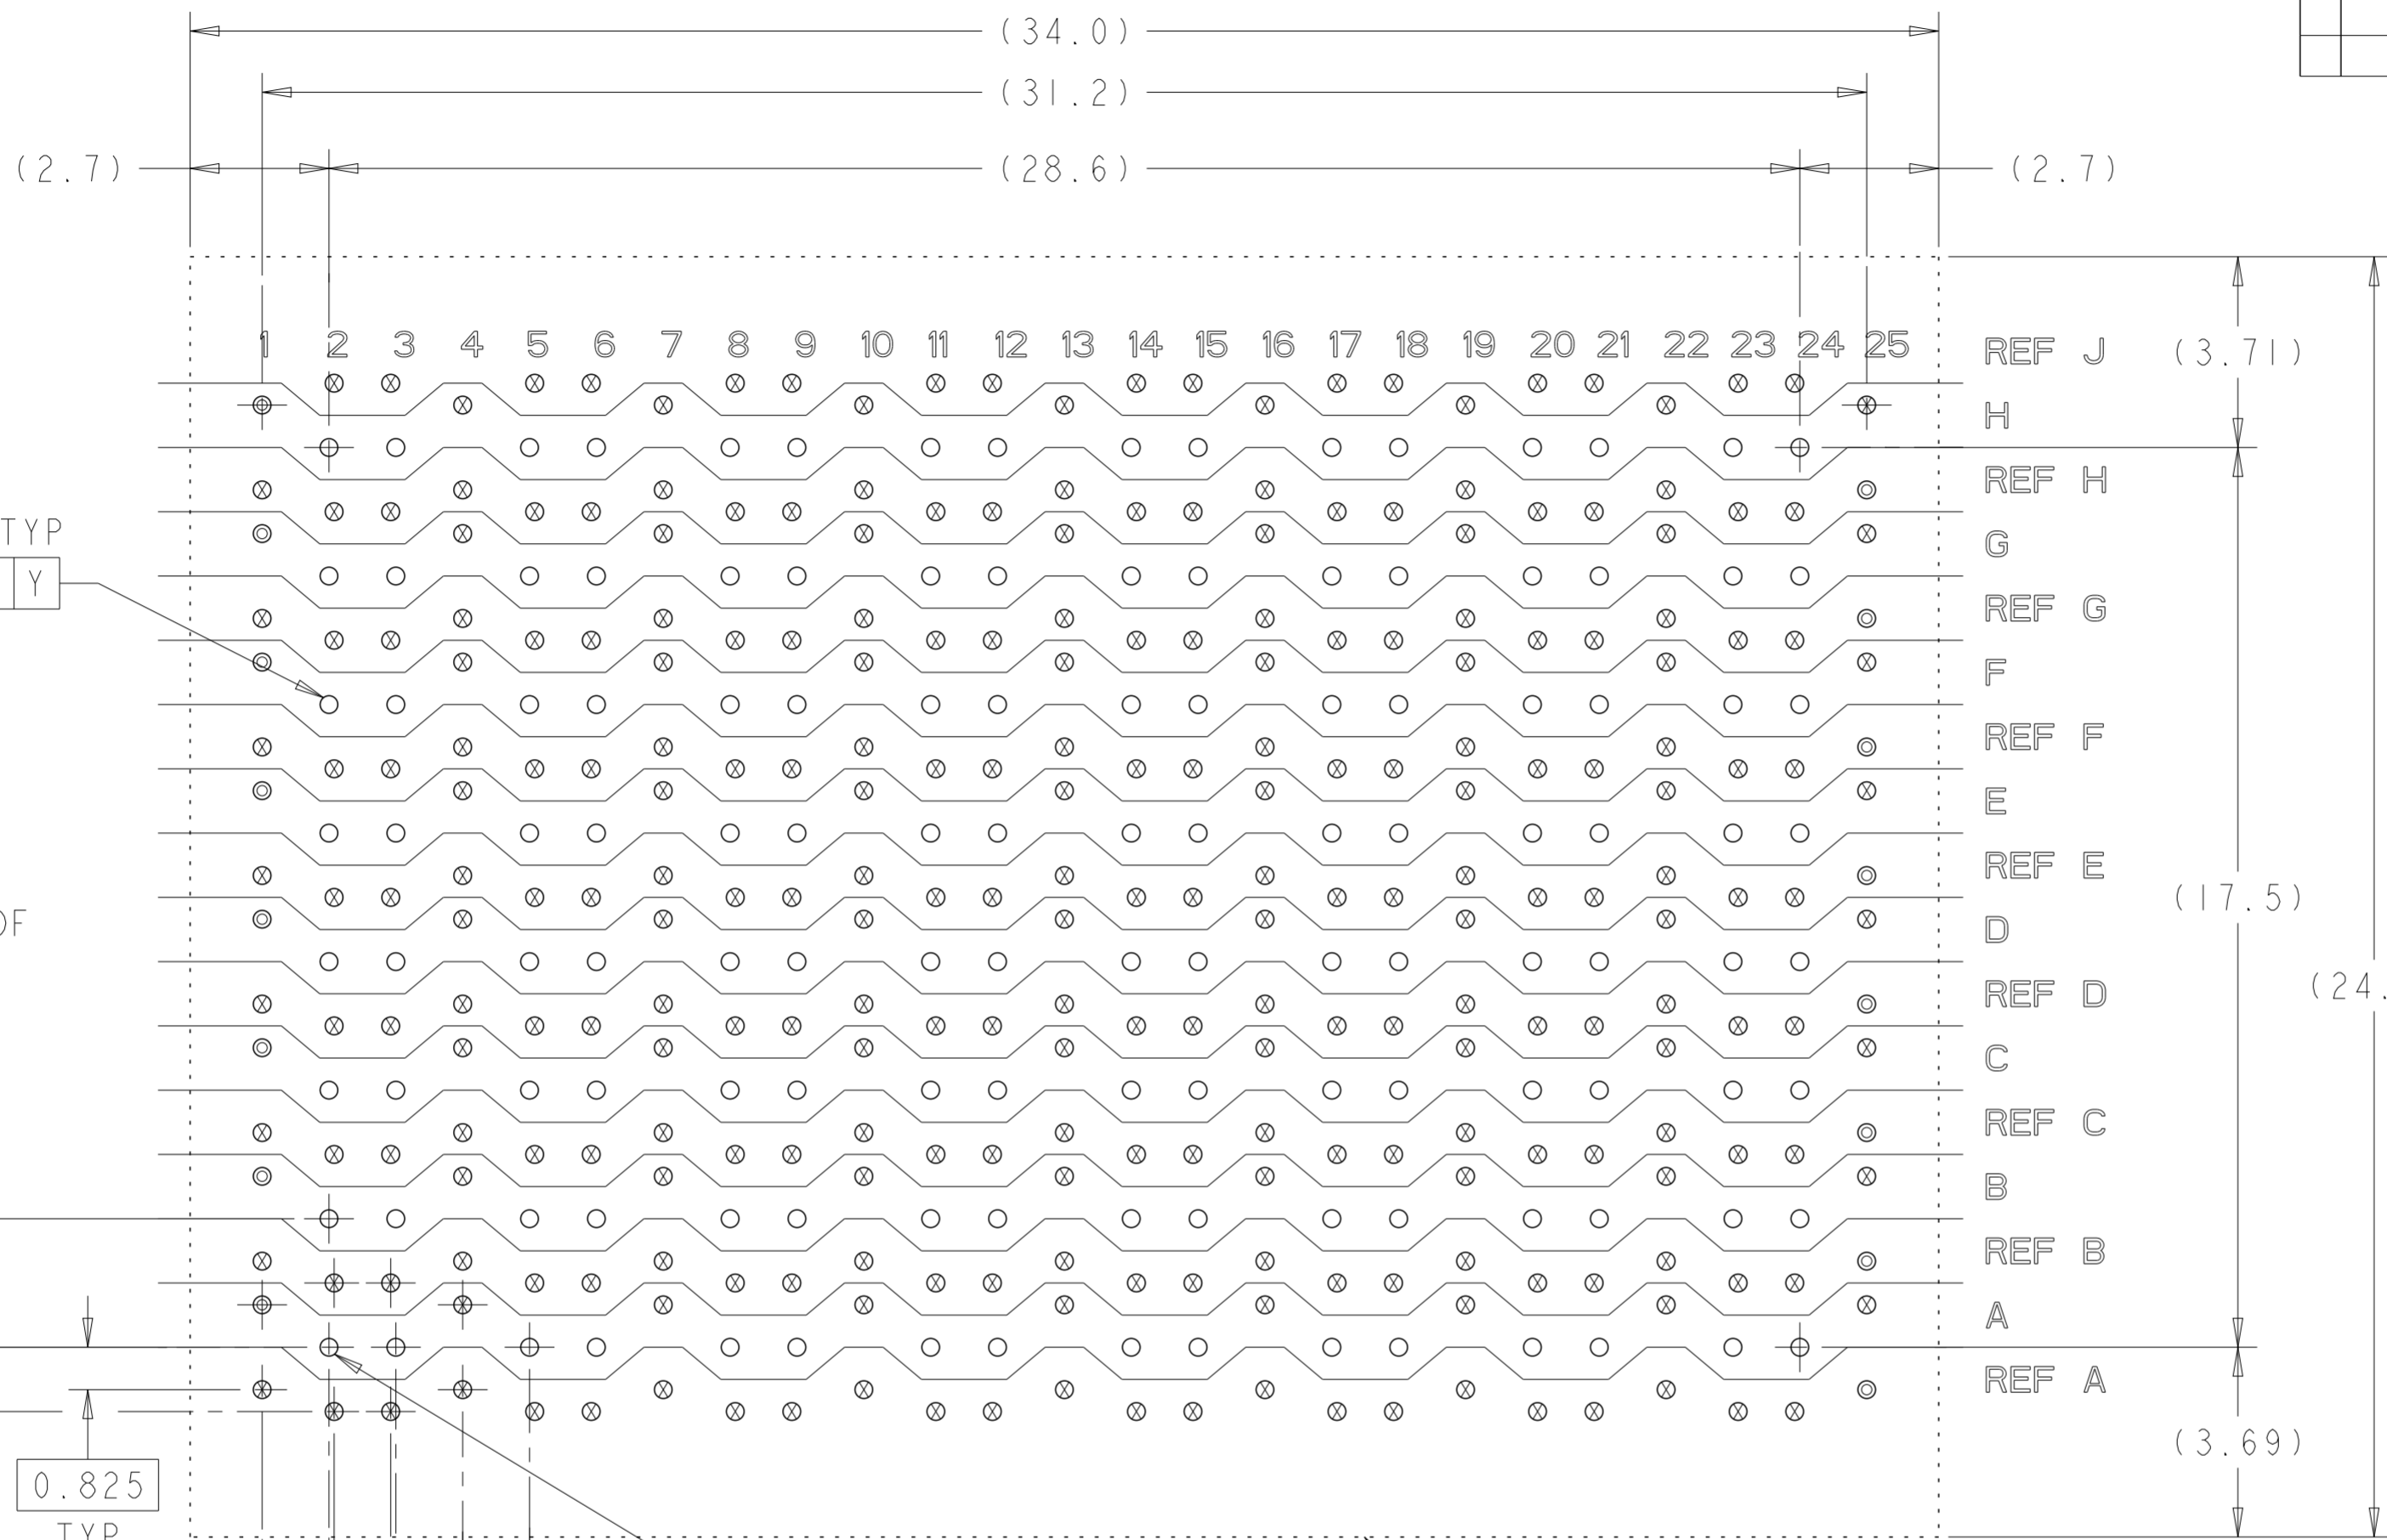 (34.0)
(31.2)
(2.7) (28.6) (2.7)
1 2 3 4 5 6 7 8 9 10 11 12 13 14 15 16 17 18 19 20 21 22 23 24 25
REF J
(3.71)
H
REF H
TYP
Y
G
REF G
F
REF F
E
REF E
(17.5)
OF
D
REF D
(24.
C
REF C
B
REF B
A
REF A
(3.69)
0.825
TYP